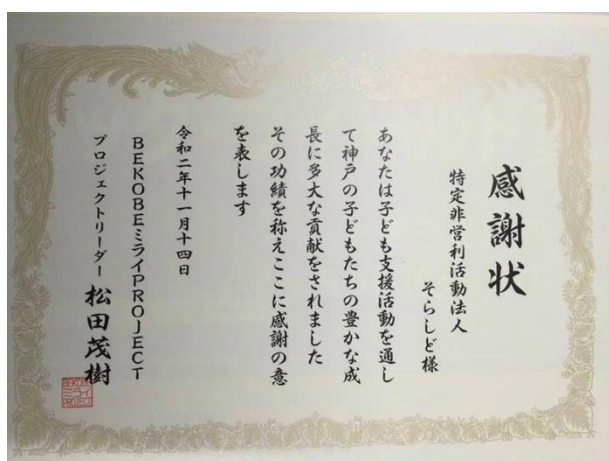 感謝状
特定非営利活動法人
そらしど様
あなたは子ども支援活動を通し
て神戸の子どもたちの豊かな成
長に多大な貢献をされました
その功績を称えここに感謝の意
を表します
令和二年十一月十四日
BEKOBEミライPROJECT
プロジェクトリーダー 松田茂樹
BEKOBE
ミライ
PROJECT